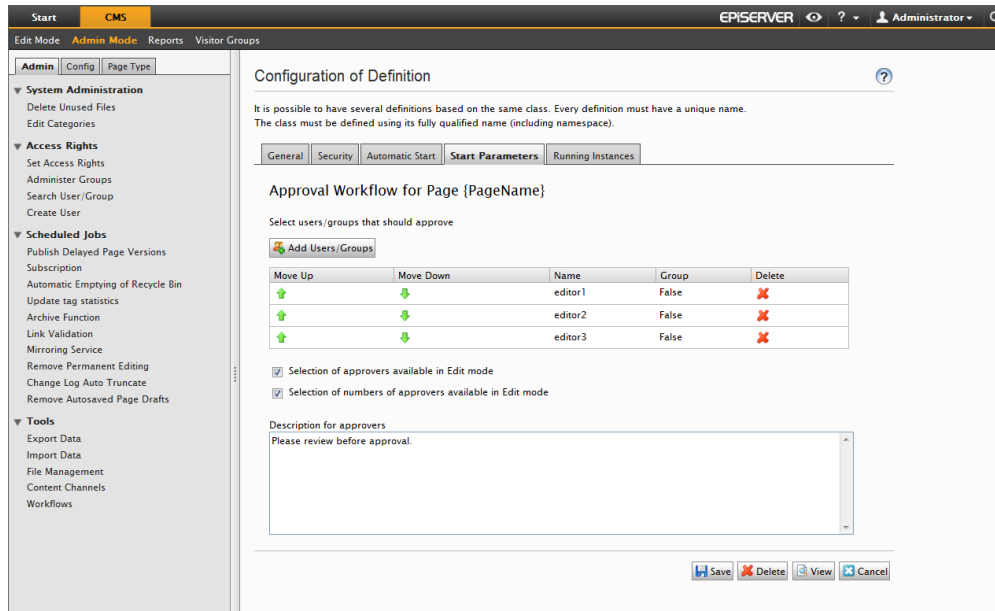 Start CMS EPiSERVER ? Administrator
Edit Mode Admin Mode Reports Visitor Groups
Admin Config Page Type
System Administration
Delete Unused Files
Edit Categories
Access Rights
Set Access Rights
Administer Groups
Search User/Group
Create User
Scheduled Jobs
Publish Delayed Page Versions
Subscription
Automatic Emptying of Recycle Bin
Update tag statistics
Archive Function
Link Validation
Mirroring Service
Remove Permanent Editing
Change Log Auto Truncate
Remove Autosaved Page Drafts
Tools
Export Data
Import Data
File Management
Content Channels
Workflows
Configuration of Definition ?
It is possible to have several definitions based on the same class. Every definition must have a unique name.
The class must be defined using its fully qualified name (including namespace).
General Security Automatic Start Start Parameters Running Instances
Approval Workflow for Page {PageName}
Select users/groups that should approve
Add Users/Groups
Move Up Move Down Name Group Delete
editor1 False
editor2 False
editor3 False
Selection of approvers available in Edit mode
Selection of numbers of approvers available in Edit mode
Description for approvers
Please review before approval.
Save Delete View Cancel